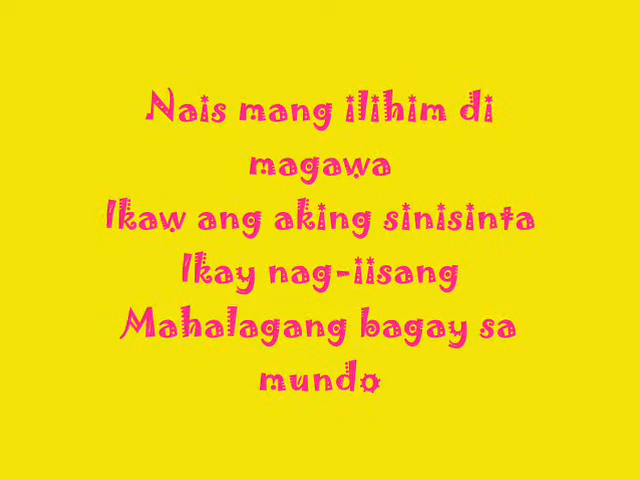 Nais mang ilihim di
magawa
Ikaw ang aking sinisinta
Ikay nag-iisang
Mahalagang bagay sa
mundo